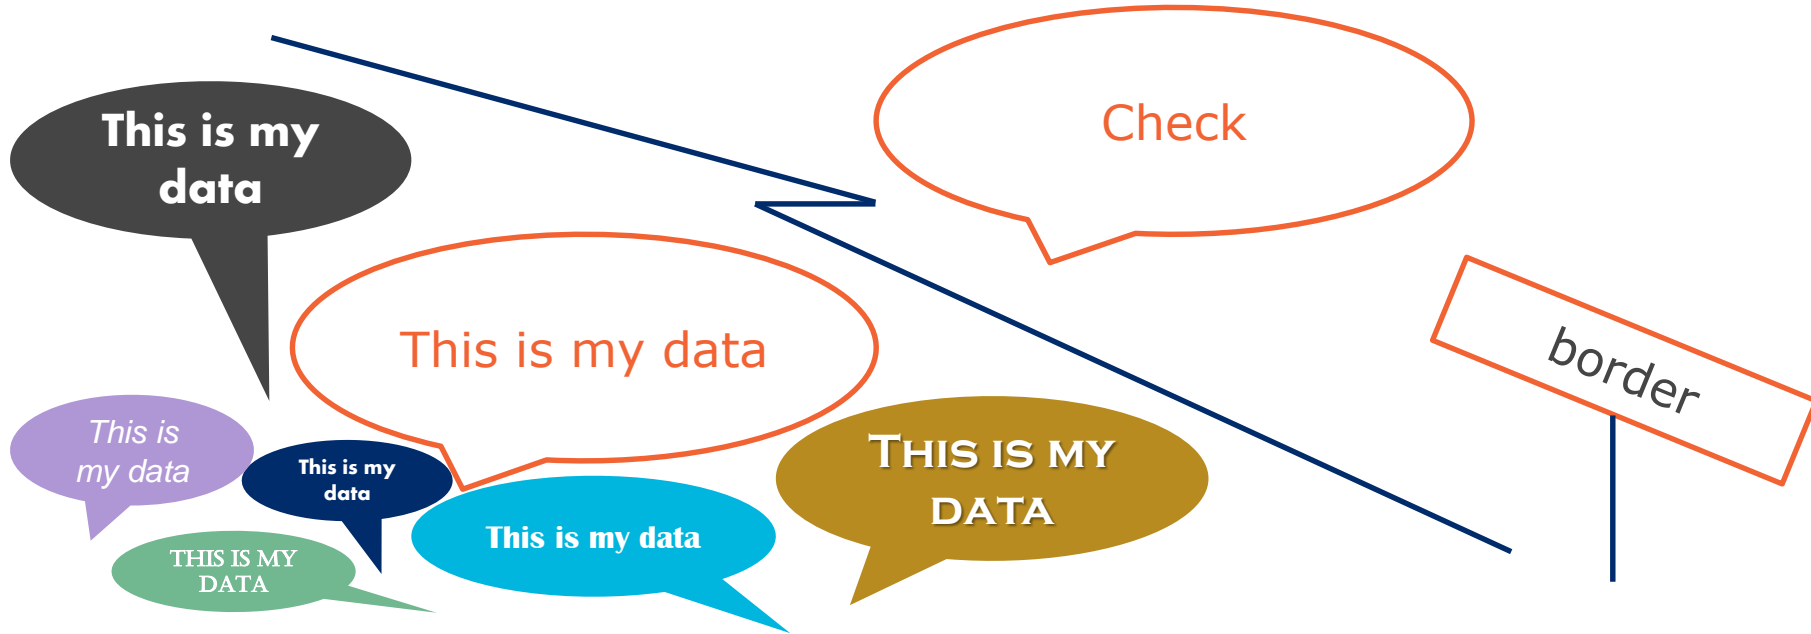 This is my
data
Check
This is my data
border
This is
my data
This is my
data
THIS IS MY
DATA
This is my data
THIS IS MY
DATA